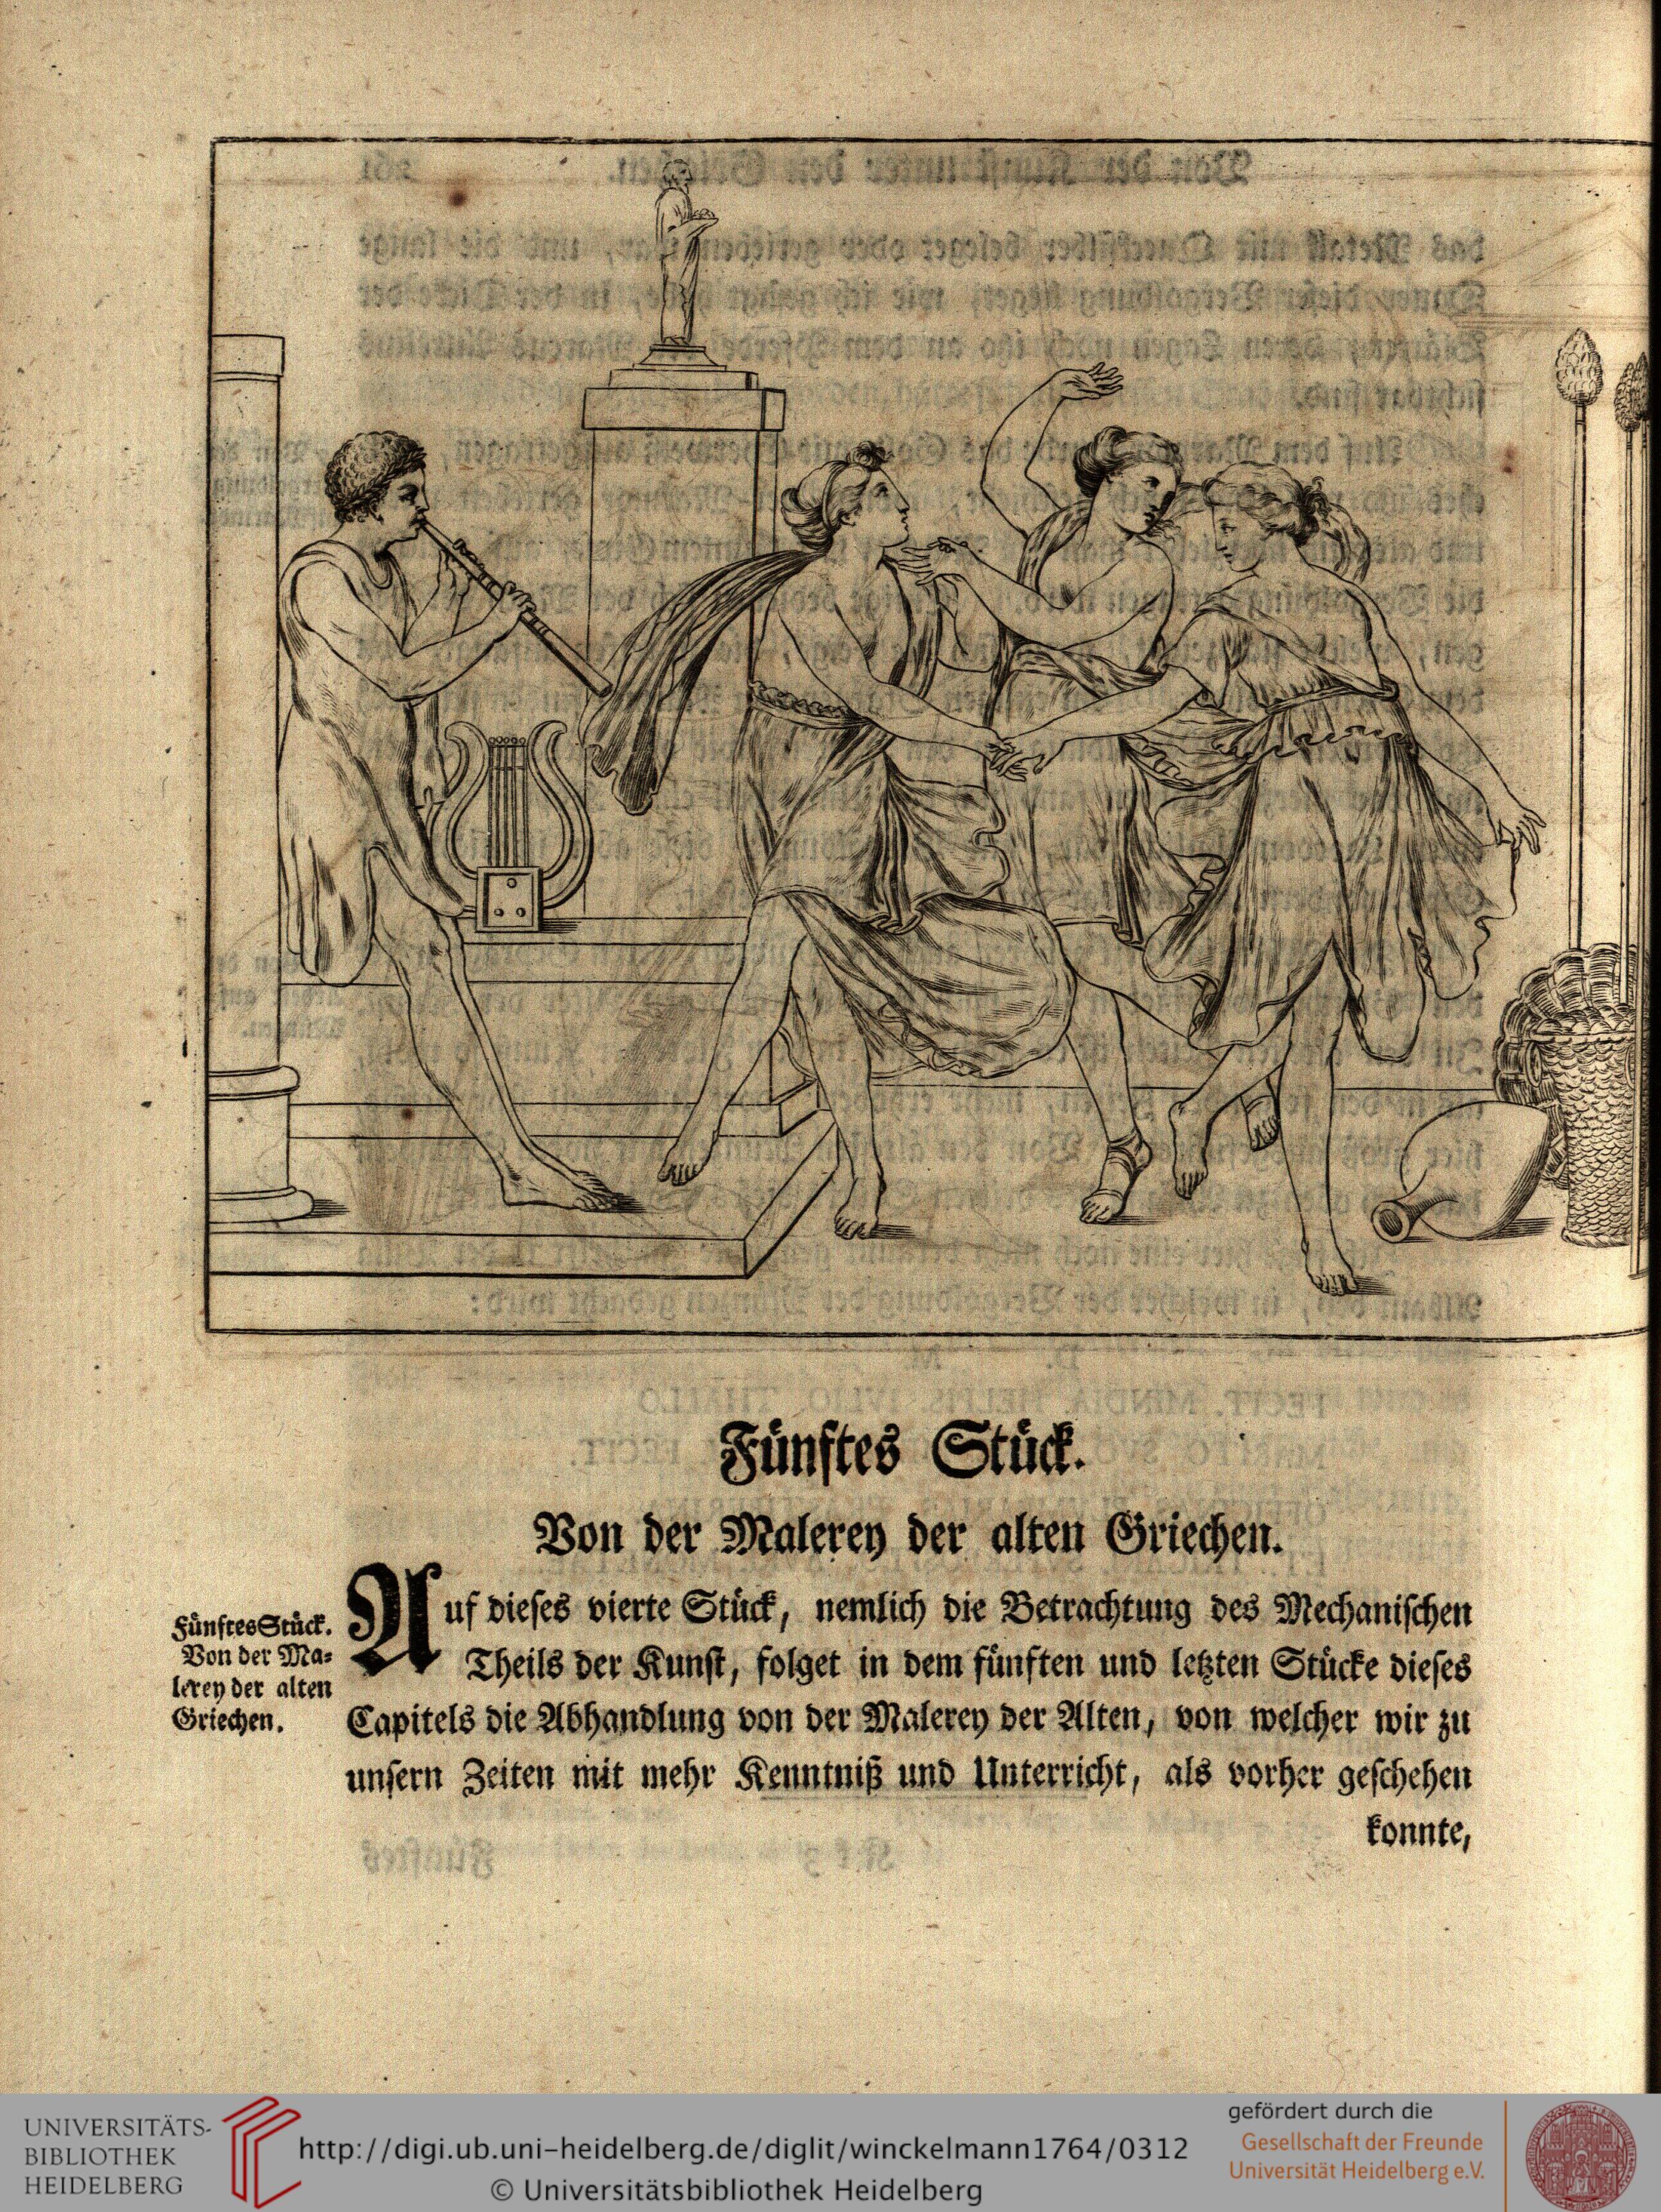 Fünftes Stück.
Von der Malerey der alten Griechen.
Fünftes Stück.
Von der Ma-
lerey der alten
Griechen.
Auf dieses vierte Stück, nemlich die Betrachtung des Mechanischen
Theils der Kunst, folget in dem fünften und letzten Stücke dieses
Capitels die Abhandlung von der Malerey der Alten, von welcher wir zu
unsern Zeiten mit mehr Kenntniß und Unterricht, als vorher geschehen
konnte,
UNIVERSITÄTS-
BIBLIOTHEK
HEIDELBERG
http://digi.ub.uni-heidelberg.de/diglit/winckelmann1764/0312
© Universitätsbibliothek Heidelberg
gefördert durch die
Gesellschaft der Freunde
Universität Heidelberg e.V.